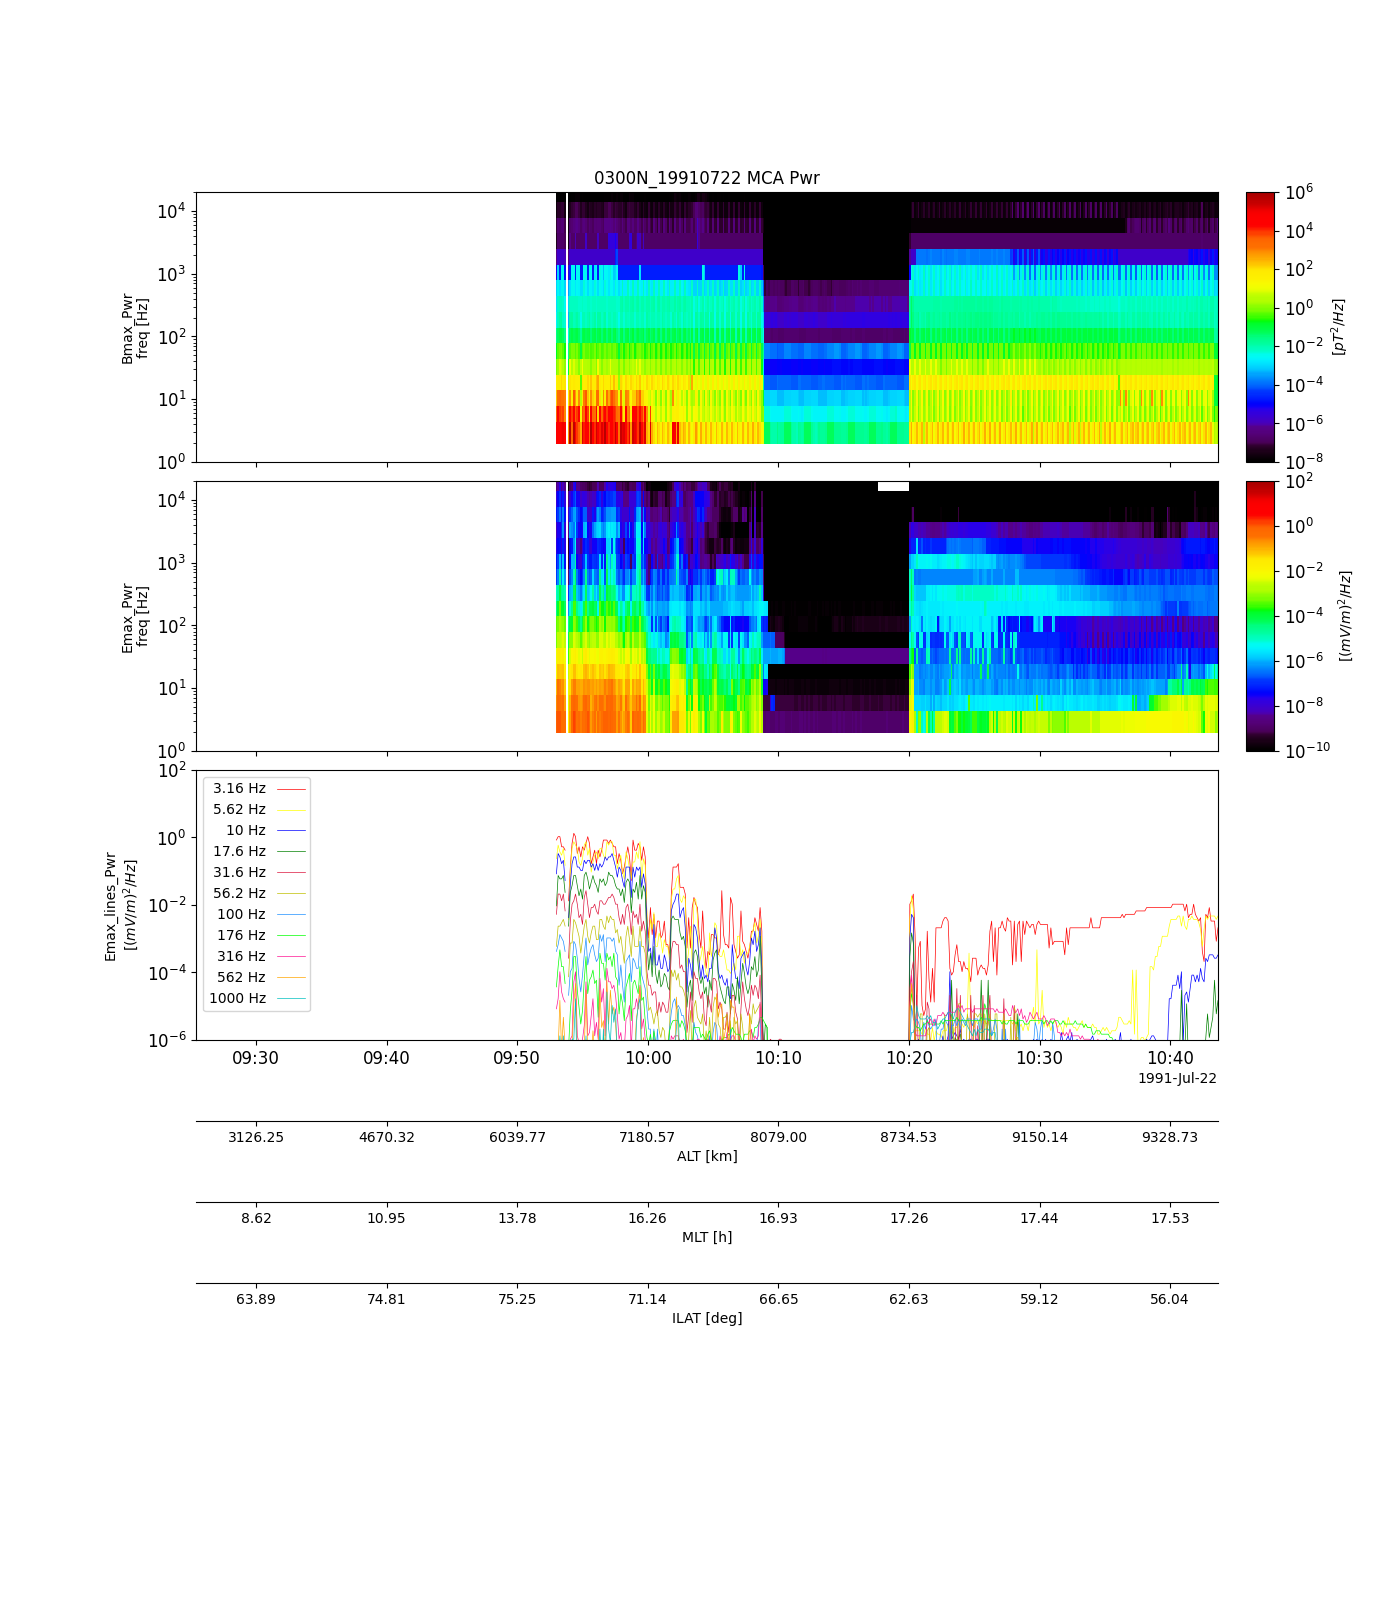 0300N_19910722 MCA Pwr
10^4
10^3
10^2
10^1
10^0
Bmax_Pwr
freq [Hz]
10^6
10^4
10^2
10^0
10^-2
10^-4
10^-6
10^-8
[pT^2/Hz]
10^4
10^3
10^2
10^1
10^0
Emax_Pwr
freq [Hz]
10^2
10^0
10^-2
10^-4
10^-6
10^-8
10^-10
[(mV/m)^2/Hz]
10^2
10^0
10^-2
10^-4
10^-6
Emax_lines_Pwr
[(mV/m)^2/Hz]
3.16 Hz
5.62 Hz
10 Hz
17.6 Hz
31.6 Hz
56.2 Hz
100 Hz
176 Hz
316 Hz
562 Hz
1000 Hz
09:30 09:40 09:50 10:00 10:10 10:20 10:30 10:40
1991-Jul-22
3126.25 4670.32 6039.77 7180.57 8079.00 8734.53 9150.14 9328.73
ALT [km]
8.62 10.95 13.78 16.26 16.93 17.26 17.44 17.53
MLT [h]
63.89 74.81 75.25 71.14 66.65 62.63 59.12 56.04
ILAT [deg]